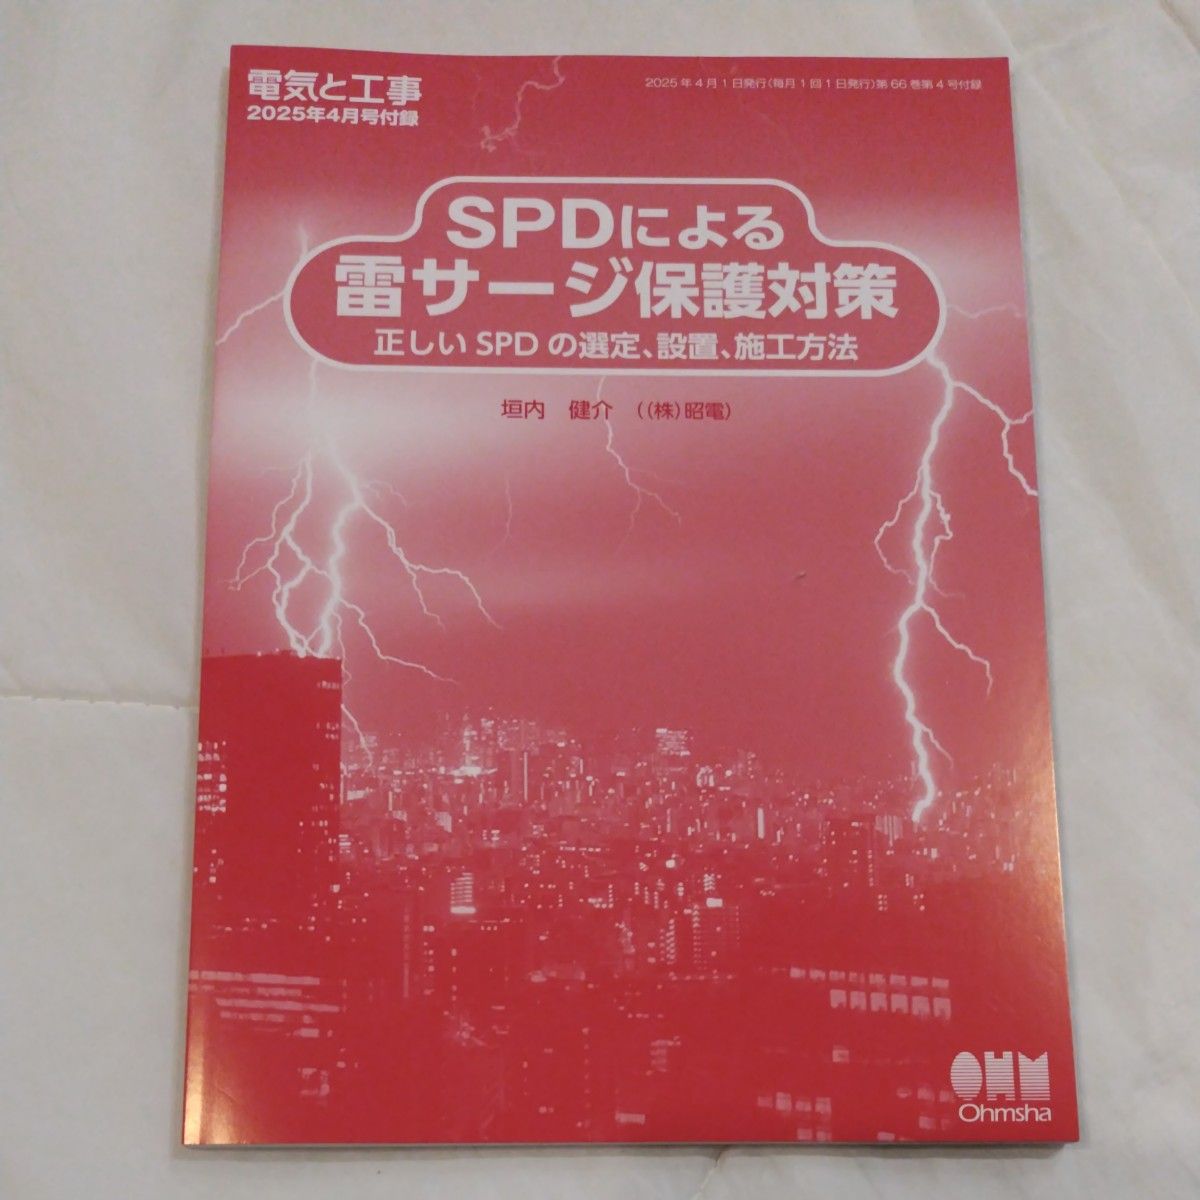 電気と工事
2025年4月号付録
2025年4月1日発行(毎月1回1日発行)第66巻第4号付録
SPDによる
雷サージ保護対策
正しいSPDの選定、設置、施工方法
垣内 健介 ((株)昭電)
OHM
Ohmsha